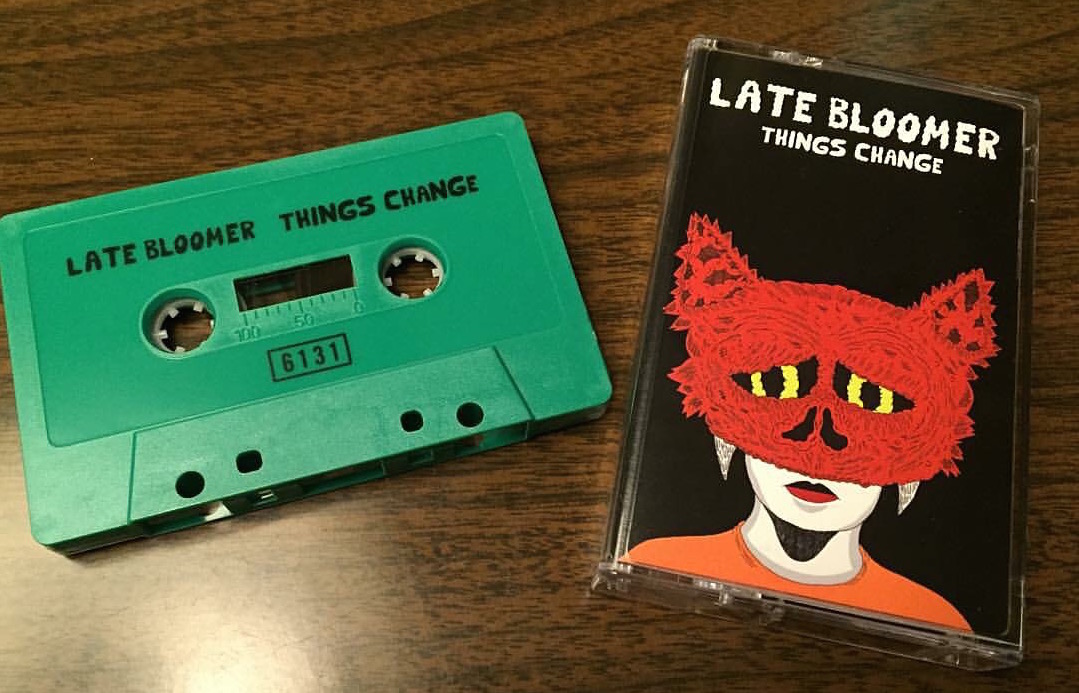 LATE BLOOMER THINGS CHANGE
100 50 0
6131
LATE BLOOMER
THINGS CHANGE